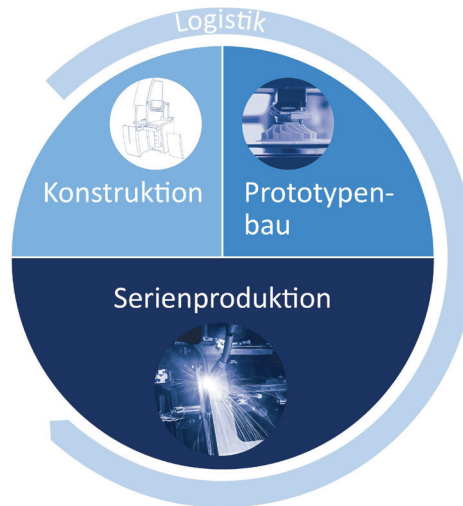 Logistik
Konstruktion
Prototypen-
bau
Serienproduktion